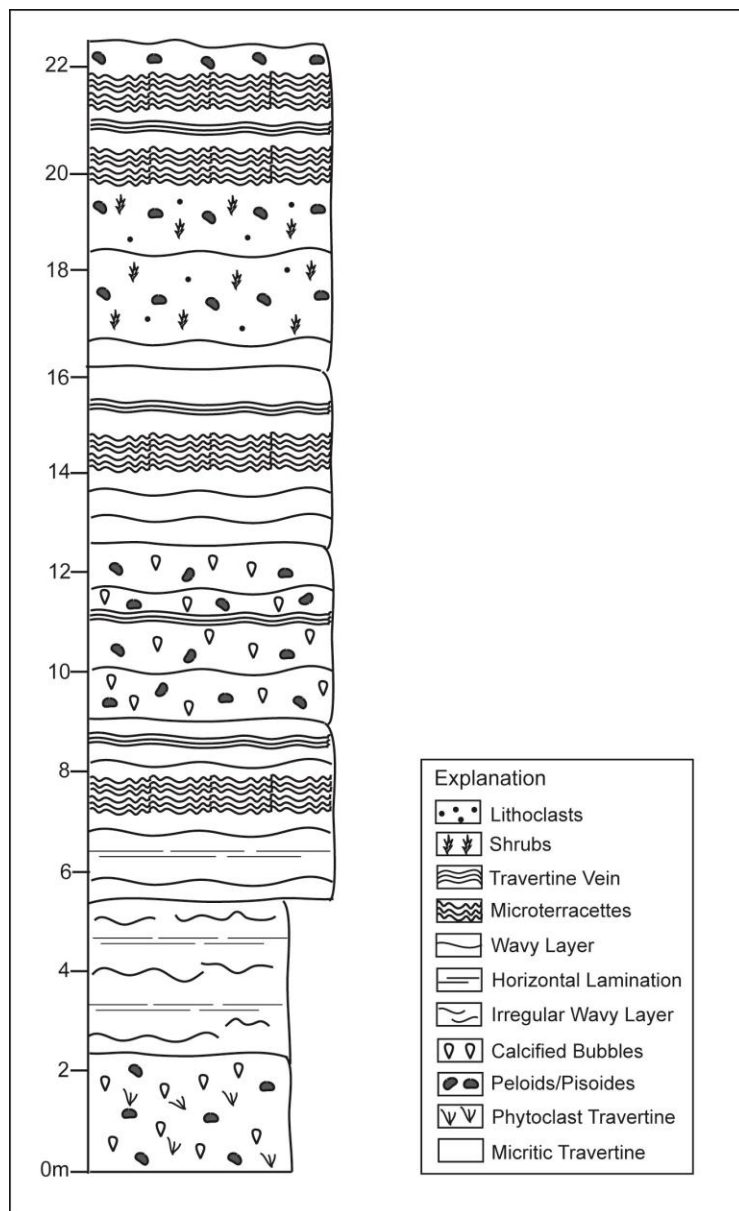 22
20
18
16
14
12
10
8
6
4
2
0m
Explanation
Lithoclasts
Shrubs
Travertine Vein
Microterracettes
Wavy Layer
Horizontal Lamination
Irregular Wavy Layer
Calcified Bubbles
Peloids/Pisoides
Phytoclast Travertine
Micritic Travertine